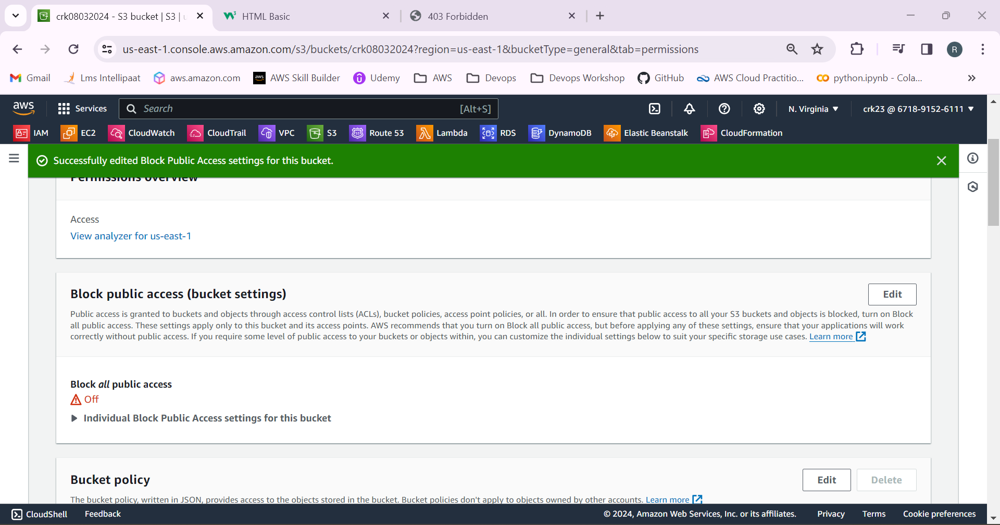 crk08032024 - S3 bucket | S3 |
HTML Basic
403 Forbidden
us-east-1.console.aws.amazon.com/s3/buckets/crk08032024?region=us-east-1&bucketType=general&tab=permissions
R
Gmail
Lms Intellipaat
aws.amazon.com
aws
AWS Skill Builder
Udemy
AWS
Devops
Devops Workshop
GitHub
AWS Cloud Practitio...
python.ipynb - Cola...
aws
Services
Search
[Alt+S]
N. Virginia
crk23 @ 6718-9152-6111
IAM
EC2
CloudWatch
CloudTrail
VPC
S3
Route 53
Lambda
RDS
DynamoDB
Elastic Beanstalk
CloudFormation
Successfully edited Block Public Access settings for this bucket.
Permissions overview
Access
View analyzer for us-east-1
Block public access (bucket settings)
Edit
Public access is granted to buckets and objects through access control lists (ACLs), bucket policies, access point policies, or all. In order to ensure that public access to all your S3 buckets and objects is blocked, turn on Block
all public access. These settings apply only to this bucket and its access points. AWS recommends that you turn on Block all public access, but before applying any of these settings, ensure that your applications will work
correctly without public access. If you require some level of public access to your buckets or objects within, you can customize the individual settings below to suit your specific storage use cases. Learn more
Block all public access
Off
Individual Block Public Access settings for this bucket
Bucket policy
Edit
Delete
The bucket policy, written in JSON, provides access to the objects stored in the bucket. Bucket policies don't apply to objects owned by other accounts. Learn more
CloudShell
Feedback
© 2024, Amazon Web Services, Inc. or its affiliates.
Privacy
Terms
Cookie preferences